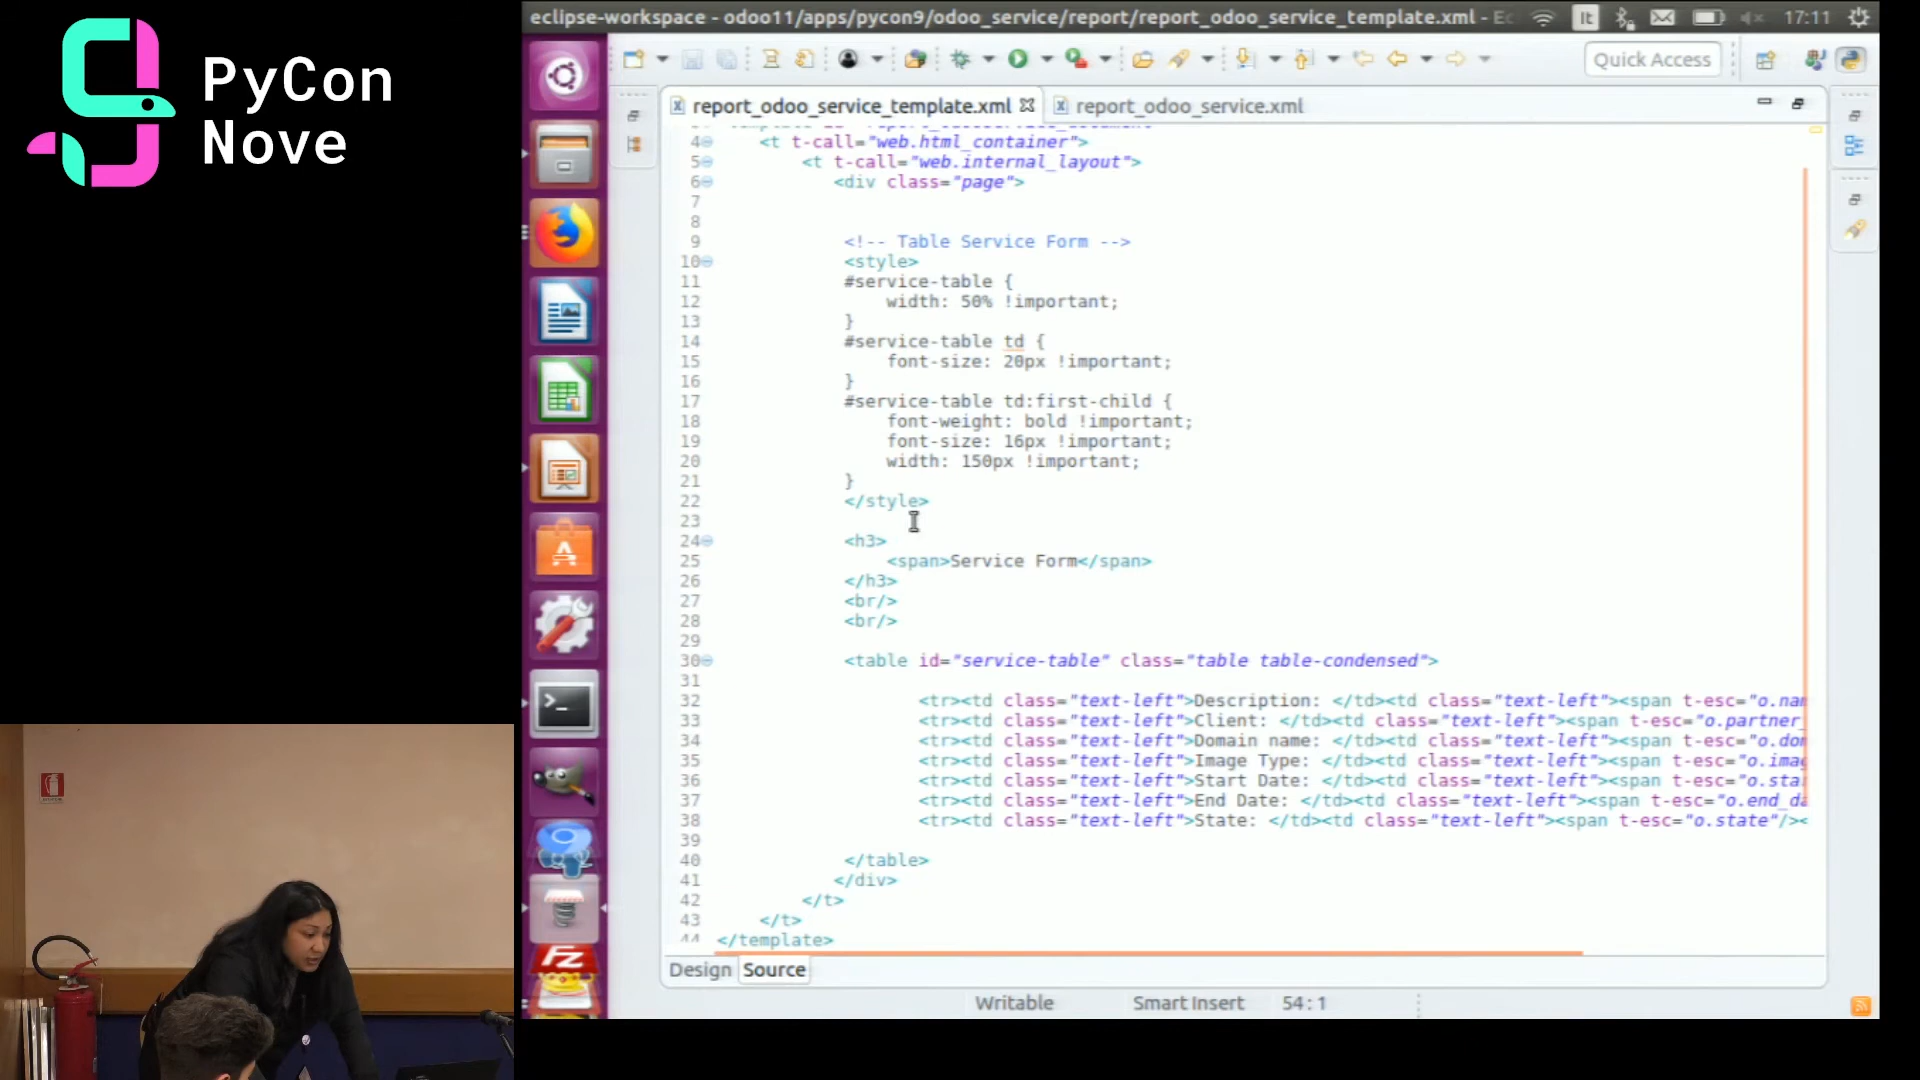 PyCon
Nove
eclipse-workspace - odoo11/apps/pycon9/odoo_service/report/report_odoo_service_template.xml - Ec
It
17:11
Quick Access
report_odoo_service_template.xml
report_odoo_service.xml
4 <t t-call="web.html_container">
5 <t t-call="web.internal_layout">
6 <div class="page">
7
8
9 <!-- Table Service Form -->
10 <style>
11 #service-table {
12 width: 50% !important;
13 }
14 #service-table td {
15 font-size: 20px !important;
16 }
17 #service-table td:first-child {
18 font-weight: bold !important;
19 font-size: 16px !important;
20 width: 150px !important;
21 }
22 </style>
23
24 <h3>
25 <span>Service Form</span>
26 </h3>
27 <br/>
28 <br/>
29
30 <table id="service-table" class="table table-condensed">
31
32 <tr><td class="text-left">Description: </td><td class="text-left"><span t-esc="o.nam
33 <tr><td class="text-left">Client: </td><td class="text-left"><span t-esc="o.partner_
34 <tr><td class="text-left">Domain name: </td><td class="text-left"><span t-esc="o.dom
35 <tr><td class="text-left">Image Type: </td><td class="text-left"><span t-esc="o.imag
36 <tr><td class="text-left">Start Date: </td><td class="text-left"><span t-esc="o.star
37 <tr><td class="text-left">End Date: </td><td class="text-left"><span t-esc="o.end_da
38 <tr><td class="text-left">State: </td><td class="text-left"><span t-esc="o.state"/><
39
40 </table>
41 </div>
42 </t>
43 </t>
44 </template>
Design Source
Writable Smart Insert 54:1
Fz